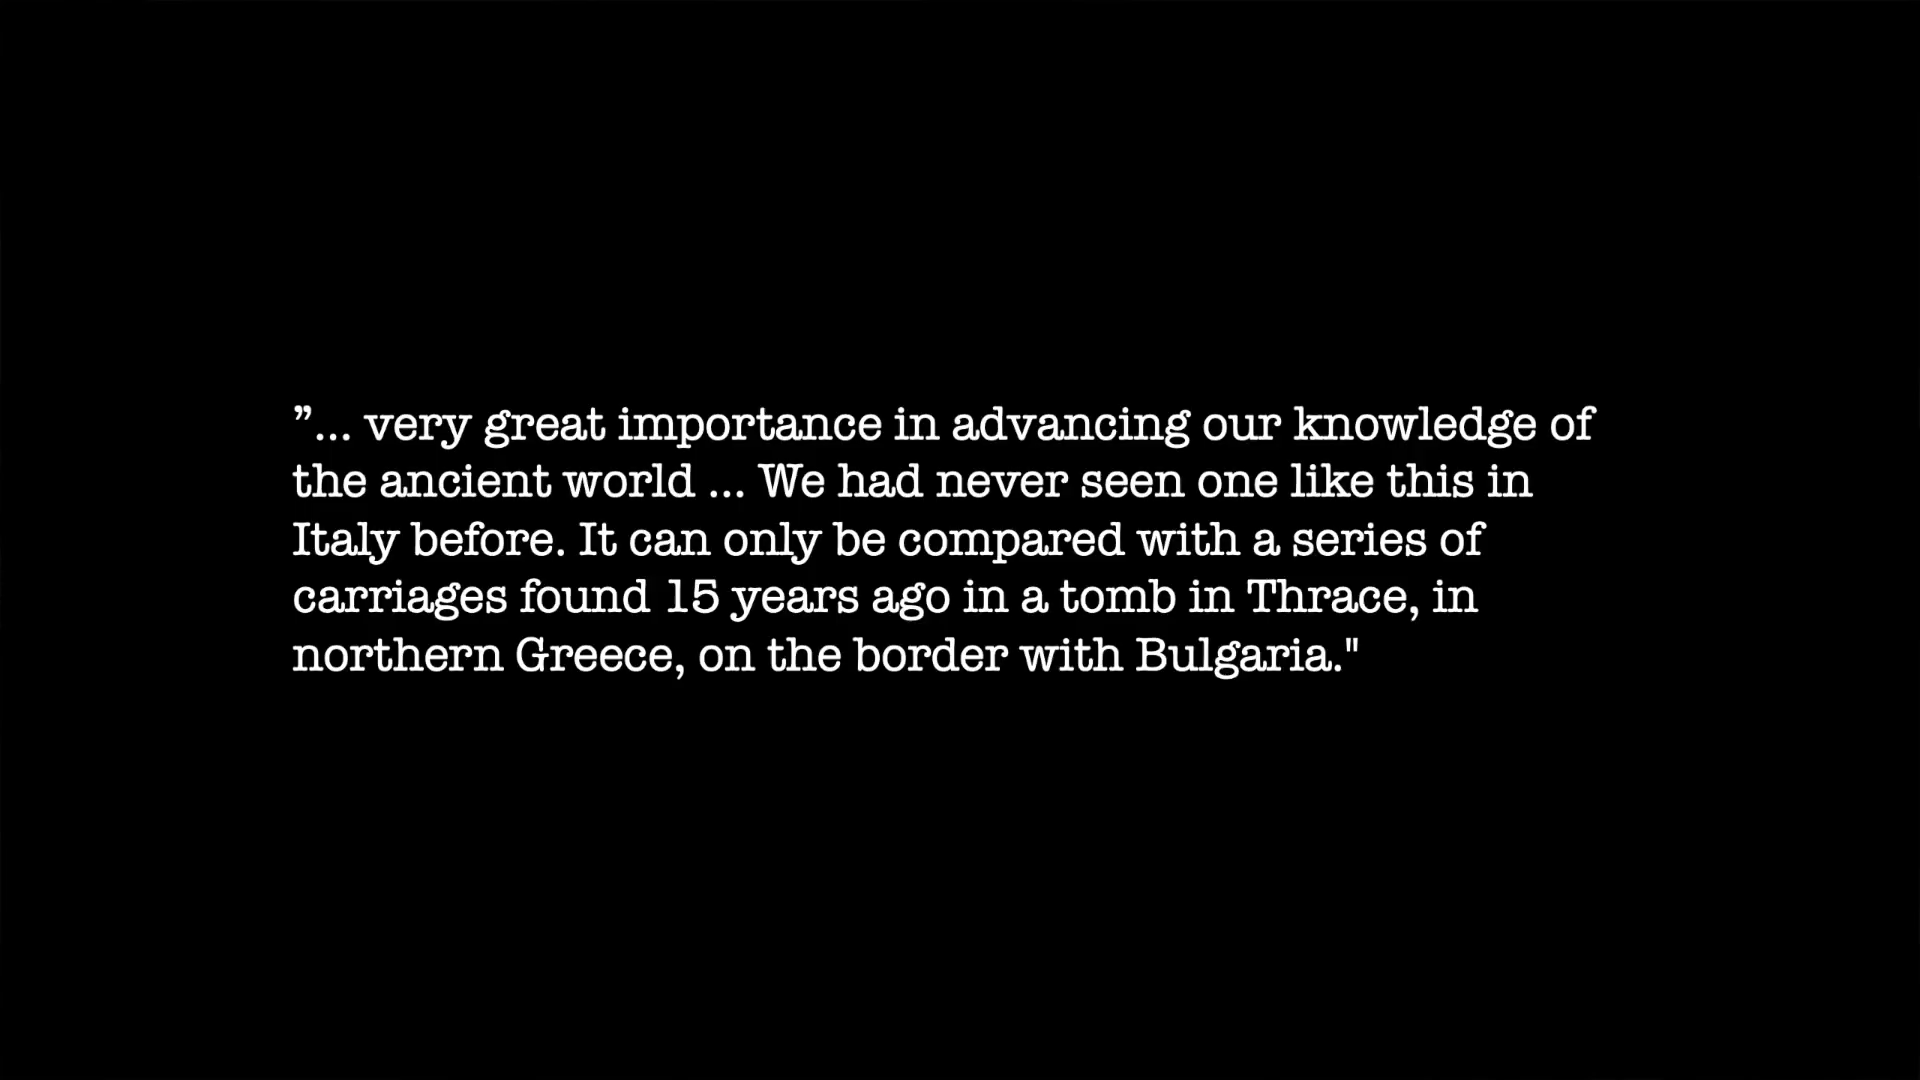 ”... very great importance in advancing our knowledge of
the ancient world ... We had never seen one like this in
Italy before. It can only be compared with a series of
carriages found 15 years ago in a tomb in Thrace, in
northern Greece, on the border with Bulgaria."